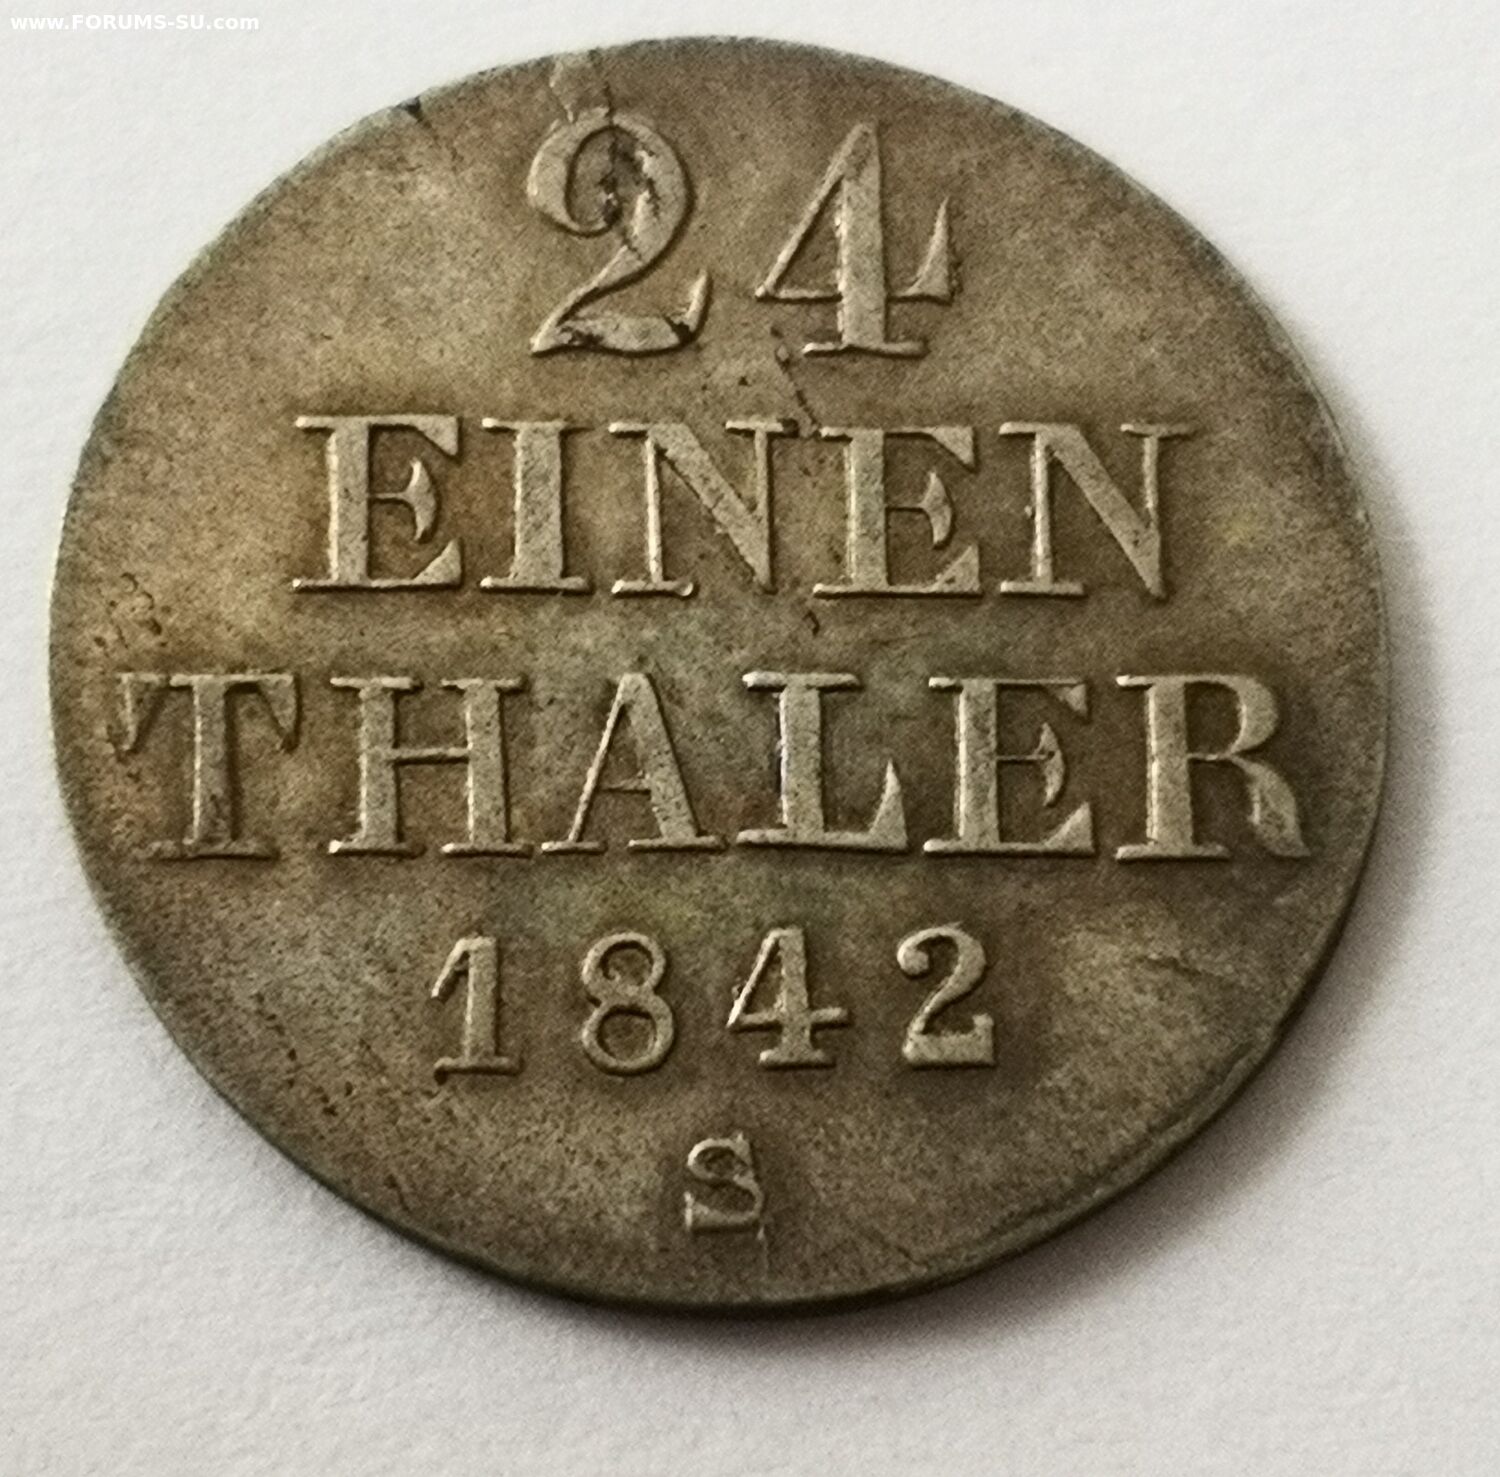 www.FORUMS-SU.com
24
EINEN
THALER
1842
S